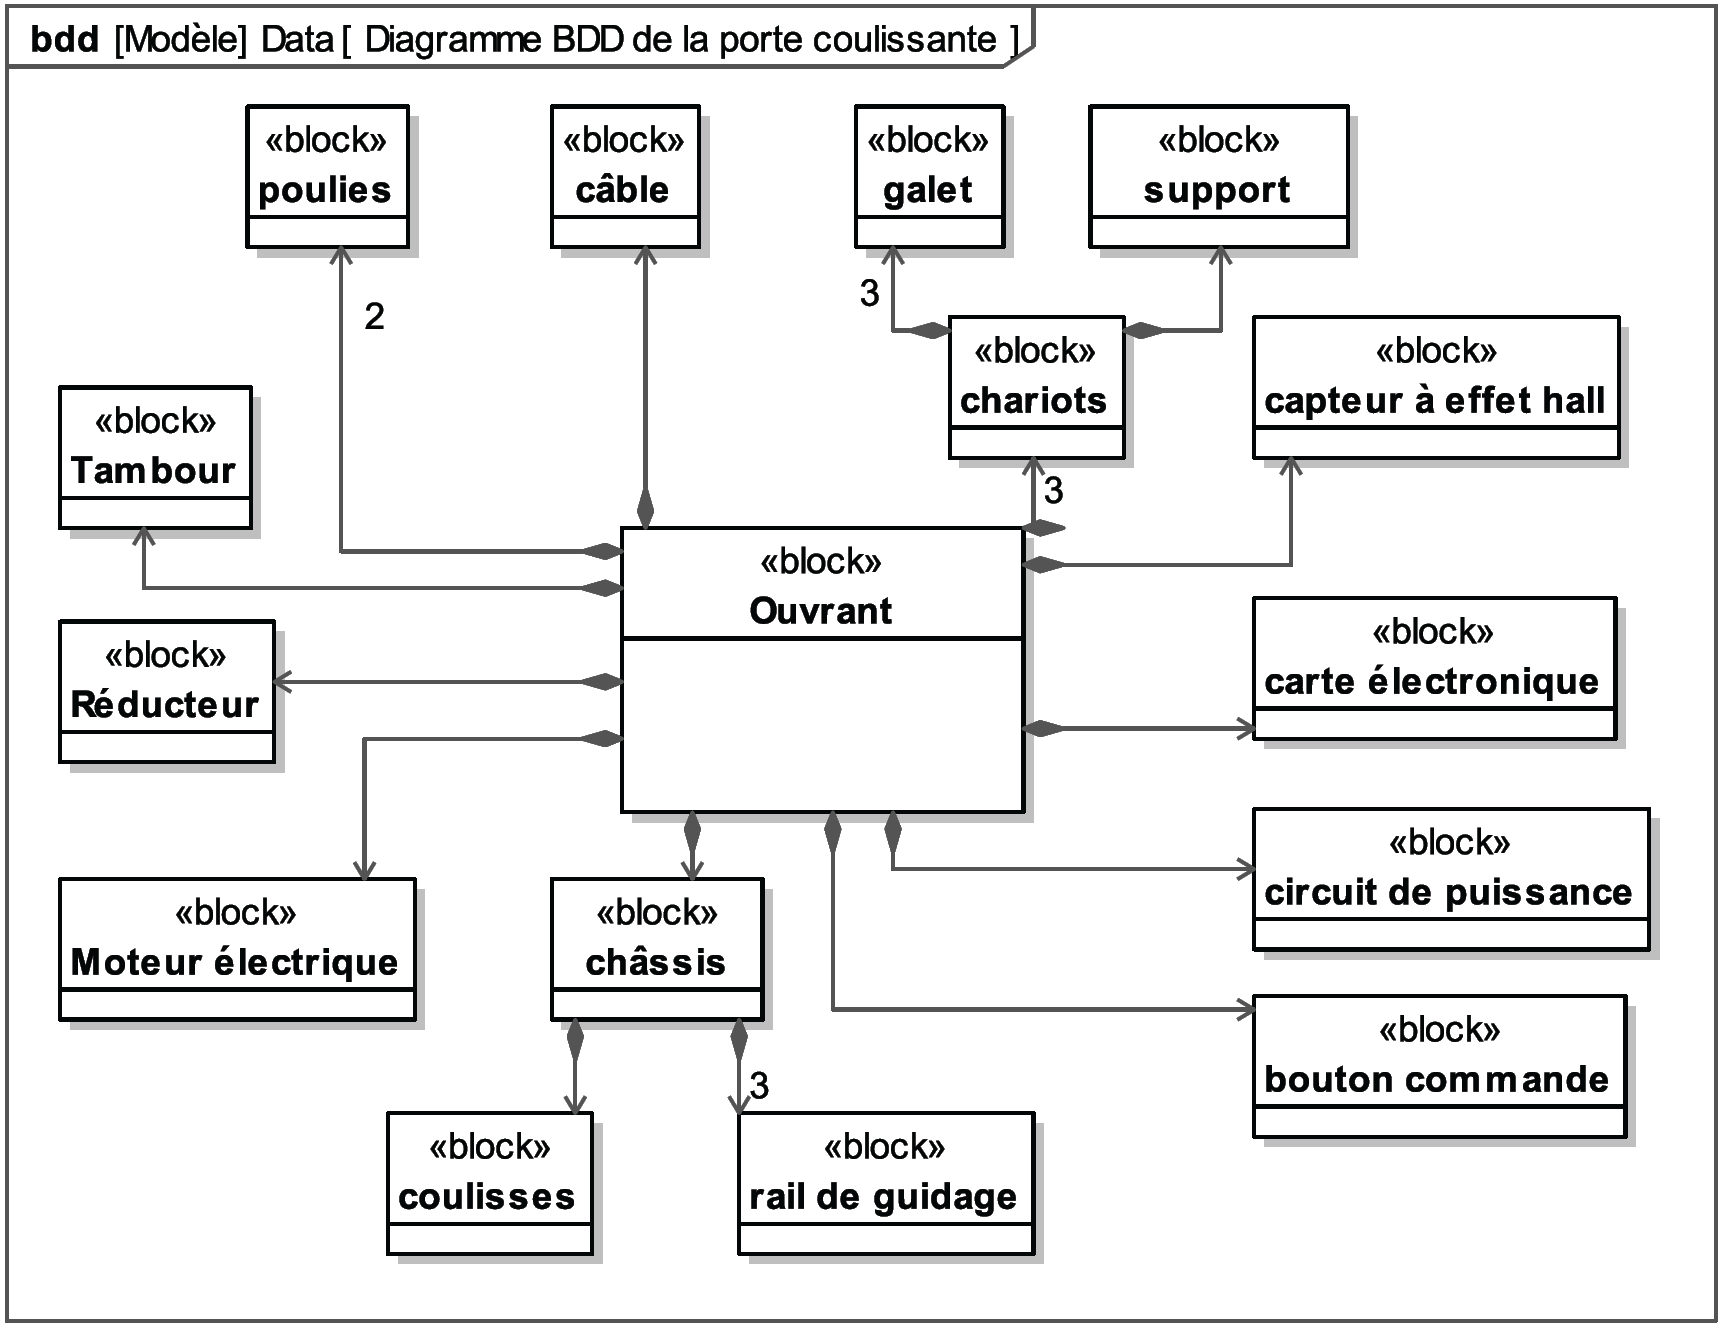 bdd [Modèle] Data [ Diagramme BDD de la porte coulissante ]
«block»
poulies
«block»
câble
«block»
galet
«block»
support
3
2
«block»
chariots
«block»
capteur à effet hall
«block»
Tambour
3
«block»
Ouvrant
«block»
carte électronique
«block»
Réducteur
«block»
circuit de puissance
«block»
Moteur électrique
«block»
châssis
«block»
bouton commande
3
«block»
coulisses
«block»
rail de guidage